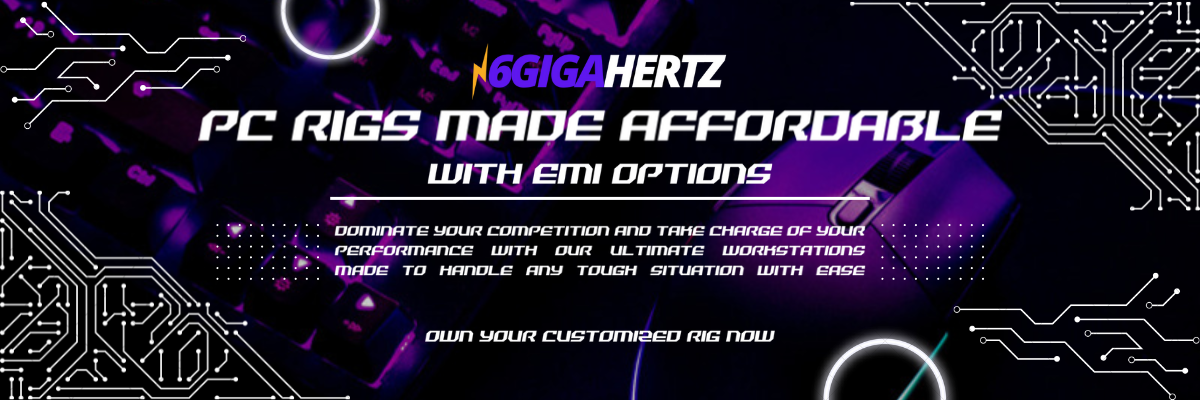 6GIGAHERTZ
PC RIGS MADE AFFORDABLE
WITH EMI OPTIONS
DOMINATE YOUR COMPETITION AND TAKE CHARGE OF YOUR
PERFORMANCE WITH OUR ULTIMATE WORKSTATIONS
MADE TO HANDLE ANY TOUGH SITUATION WITH EASE
OWN YOUR CUSTOMIZED RIG NOW